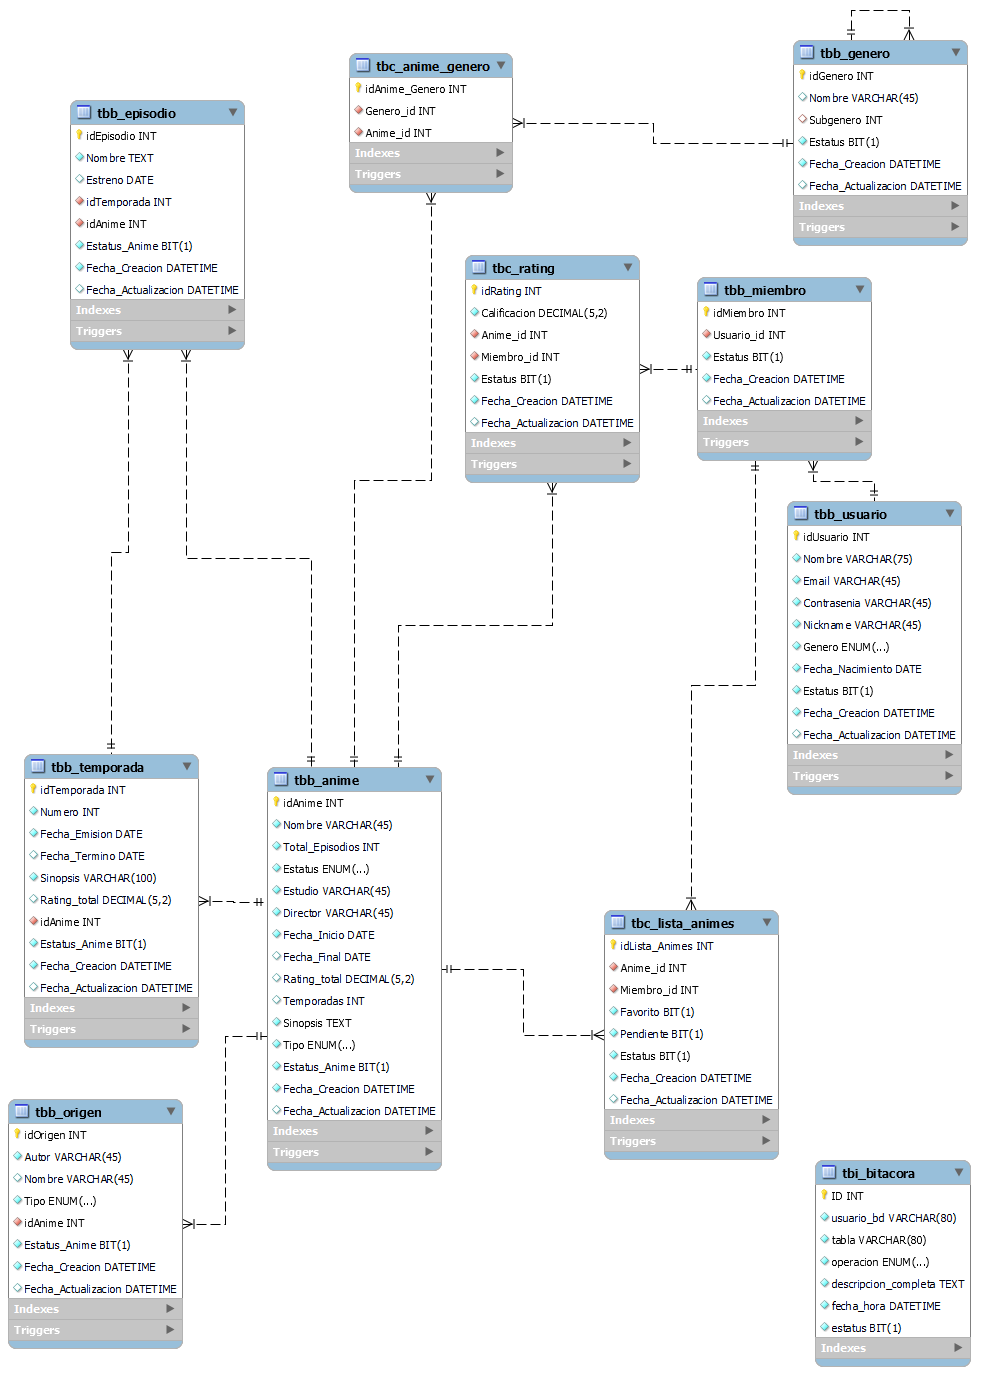 tbb_episodio
idEpisodio INT
Nombre TEXT
Estreno DATE
idTemporada INT
idAnime INT
Estatus_Anime BIT(1)
Fecha_Creacion DATETIME
Fecha_Actualizacion DATETIME
Indexes
Triggers
tbc_anime_genero
idAnime_Genero INT
Genero_id INT
Anime_id INT
Indexes
Triggers
tbb_genero
idGenero INT
Nombre VARCHAR(45)
Subgenero INT
Estatus BIT(1)
Fecha_Creacion DATETIME
Fecha_Actualizacion DATETIME
Indexes
Triggers
tbc_rating
idRating INT
Calificacion DECIMAL(5,2)
Anime_id INT
Miembro_id INT
Estatus BIT(1)
Fecha_Creacion DATETIME
Fecha_Actualizacion DATETIME
Indexes
Triggers
tbb_miembro
idMiembro INT
Usuario_id INT
Estatus BIT(1)
Fecha_Creacion DATETIME
Fecha_Actualizacion DATETIME
Indexes
Triggers
tbb_usuario
idUsuario INT
Nombre VARCHAR(75)
Email VARCHAR(45)
Contrasenia VARCHAR(45)
Nickname VARCHAR(45)
Genero ENUM(...)
Fecha_Nacimiento DATE
Estatus BIT(1)
Fecha_Creacion DATETIME
Fecha_Actualizacion DATETIME
Indexes
Triggers
tbb_temporada
idTemporada INT
Numero INT
Fecha_Emision DATE
Fecha_Termino DATE
Sinopsis VARCHAR(100)
Rating_total DECIMAL(5,2)
idAnime INT
Estatus_Anime BIT(1)
Fecha_Creacion DATETIME
Fecha_Actualizacion DATETIME
Indexes
Triggers
tbb_anime
idAnime INT
Nombre VARCHAR(45)
Total_Episodios INT
Estatus ENUM(...)
Estudio VARCHAR(45)
Director VARCHAR(45)
Fecha_Inicio DATE
Fecha_Final DATE
Rating_total DECIMAL(5,2)
Temporadas INT
Sinopsis TEXT
Tipo ENUM(...)
Estatus_Anime BIT(1)
Fecha_Creacion DATETIME
Fecha_Actualizacion DATETIME
Indexes
Triggers
tbc_lista_animes
idLista_Animes INT
Anime_id INT
Miembro_id INT
Favorito BIT(1)
Pendiente BIT(1)
Estatus BIT(1)
Fecha_Creacion DATETIME
Fecha_Actualizacion DATETIME
Indexes
Triggers
tbb_origen
idOrigen INT
Autor VARCHAR(45)
Nombre VARCHAR(45)
Tipo ENUM(...)
idAnime INT
Estatus_Anime BIT(1)
Fecha_Creacion DATETIME
Fecha_Actualizacion DATETIME
Indexes
Triggers
tbi_bitacora
ID INT
usuario_bd VARCHAR(80)
tabla VARCHAR(80)
operacion ENUM(...)
descripcion_completa TEXT
fecha_hora DATETIME
estatus BIT(1)
Indexes